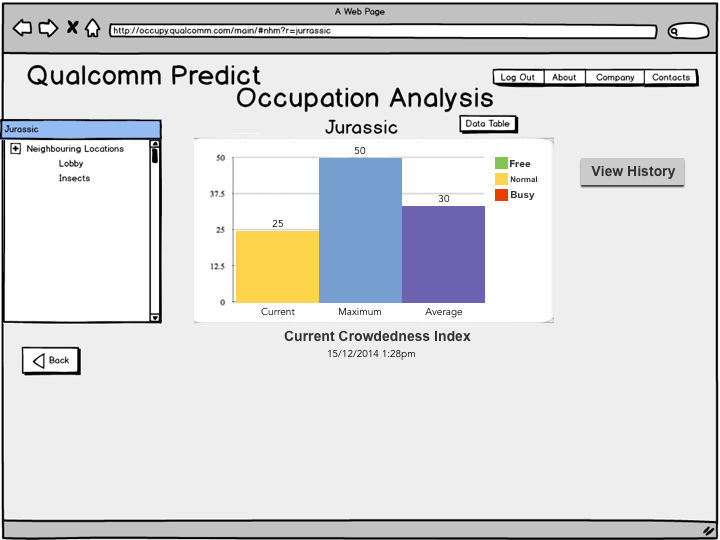 A Web Page
http://occupy.qualcomm.com/main/#nhm?r=jurrassic
Qualcomm Predict
Log Out About Company Contacts
Occupation Analysis
Jurassic
Neighbouring Locations
Lobby
Insects
Jurassic
Data Table
50
37.5
25
12.5
0
25
50
30
Current Maximum Average
Free
Normal
Busy
View History
Current Crowdedness Index
15/12/2014 1:28pm
Back